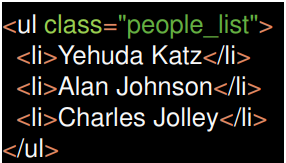 <ul class="people_list">
  <li>Yehuda Katz</li>
  <li>Alan Johnson</li>
  <li>Charles Jolley</li>
</ul>